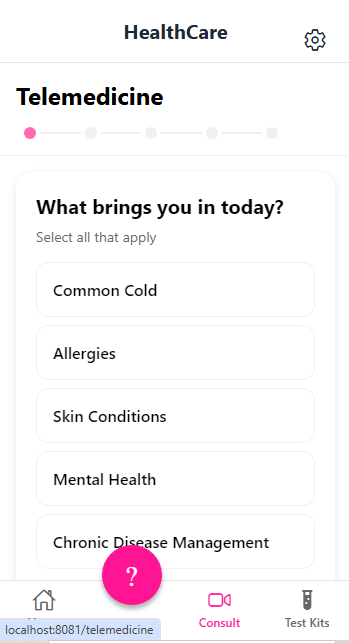 HealthCare
Telemedicine
What brings you in today?
Select all that apply
Common Cold
Allergies
Skin Conditions
Mental Health
Chronic Disease Management
?
Consult
Test Kits
localhost:8081/telemedicine